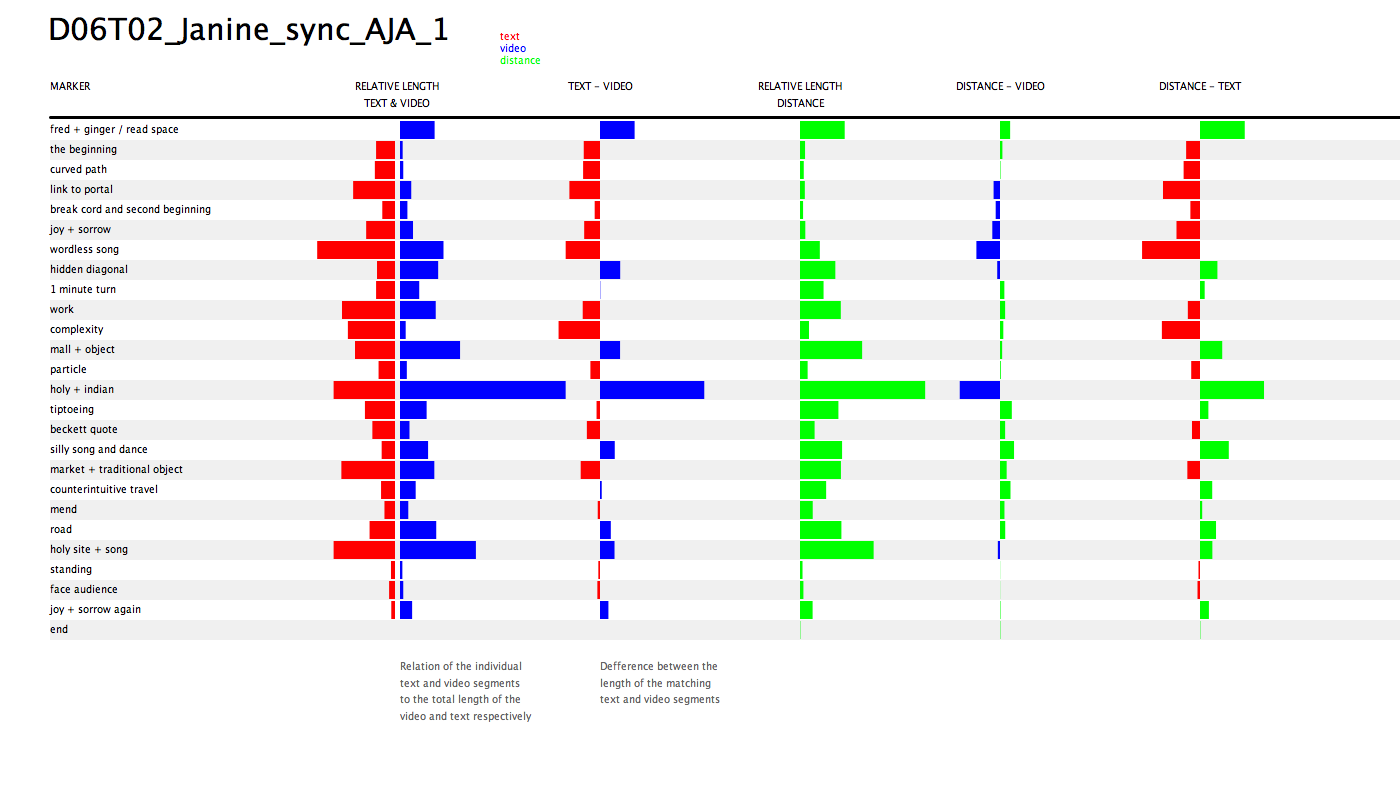 D06T02_Janine_sync_AJA_1
text
video
distance
MARKER
RELATIVE LENGTH
TEXT & VIDEO
TEXT – VIDEO
RELATIVE LENGTH
DISTANCE
DISTANCE – VIDEO
DISTANCE – TEXT
fred + ginger / read space
the beginning
curved path
link to portal
break cord and second beginning
joy + sorrow
wordless song
hidden diagonal
1 minute turn
work
complexity
mall + object
particle
holy + indian
tiptoeing
beckett quote
silly song and dance
market + traditional object
counterintuitive travel
mend
road
holy site + song
standing
face audience
joy + sorrow again
end
Relation of the individual
text and video segments
to the total length of the
video and text respectively
Defference between the
length of the matching
text and video segments